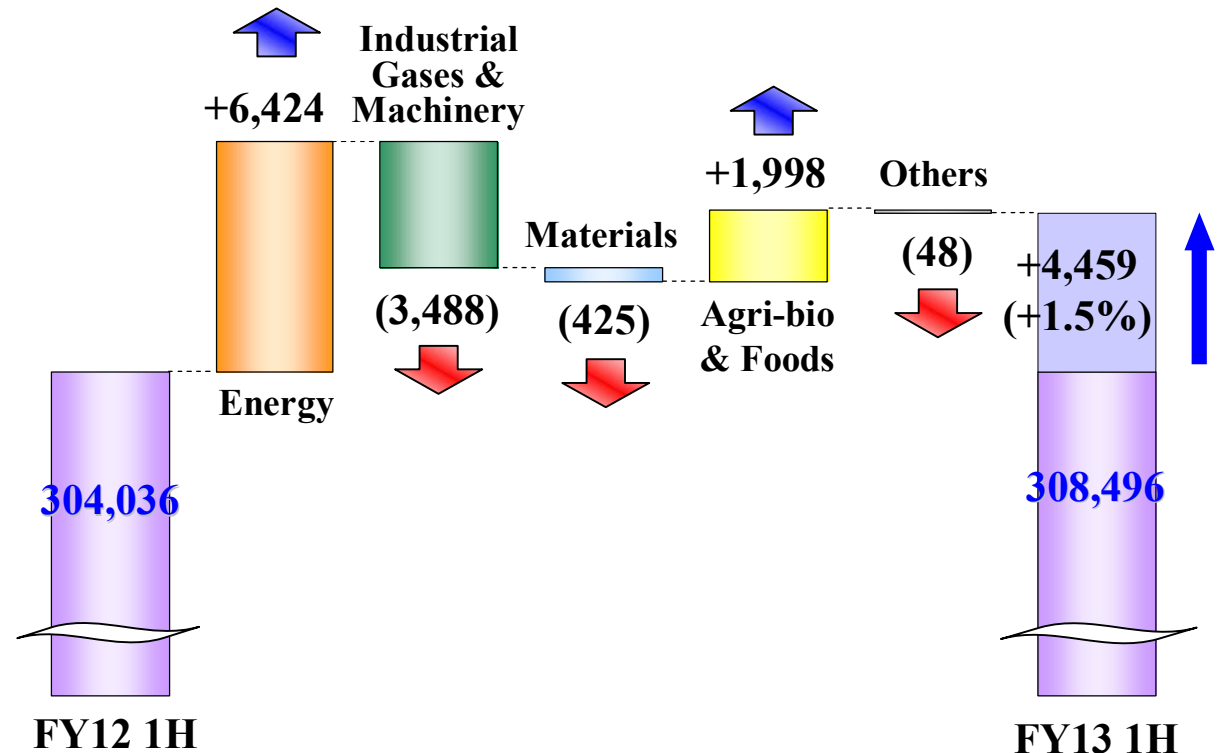 +6,424
Energy
Industrial
Gases &
Machinery
(3,488)
Materials
(425)
+1,998
Agri-bio
& Foods
Others
(48)
+4,459
(+1.5%)
304,036
308,496
FY12 1H
FY13 1H